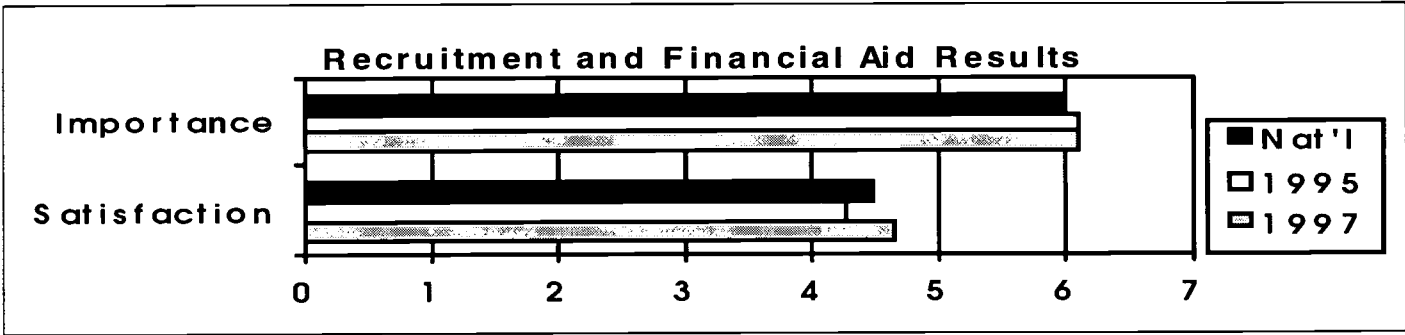 Recruitment and Financial Aid Results
Importance
Satisfaction
0 1 2 3 4 5 6 7
Nat'l
1995
1997